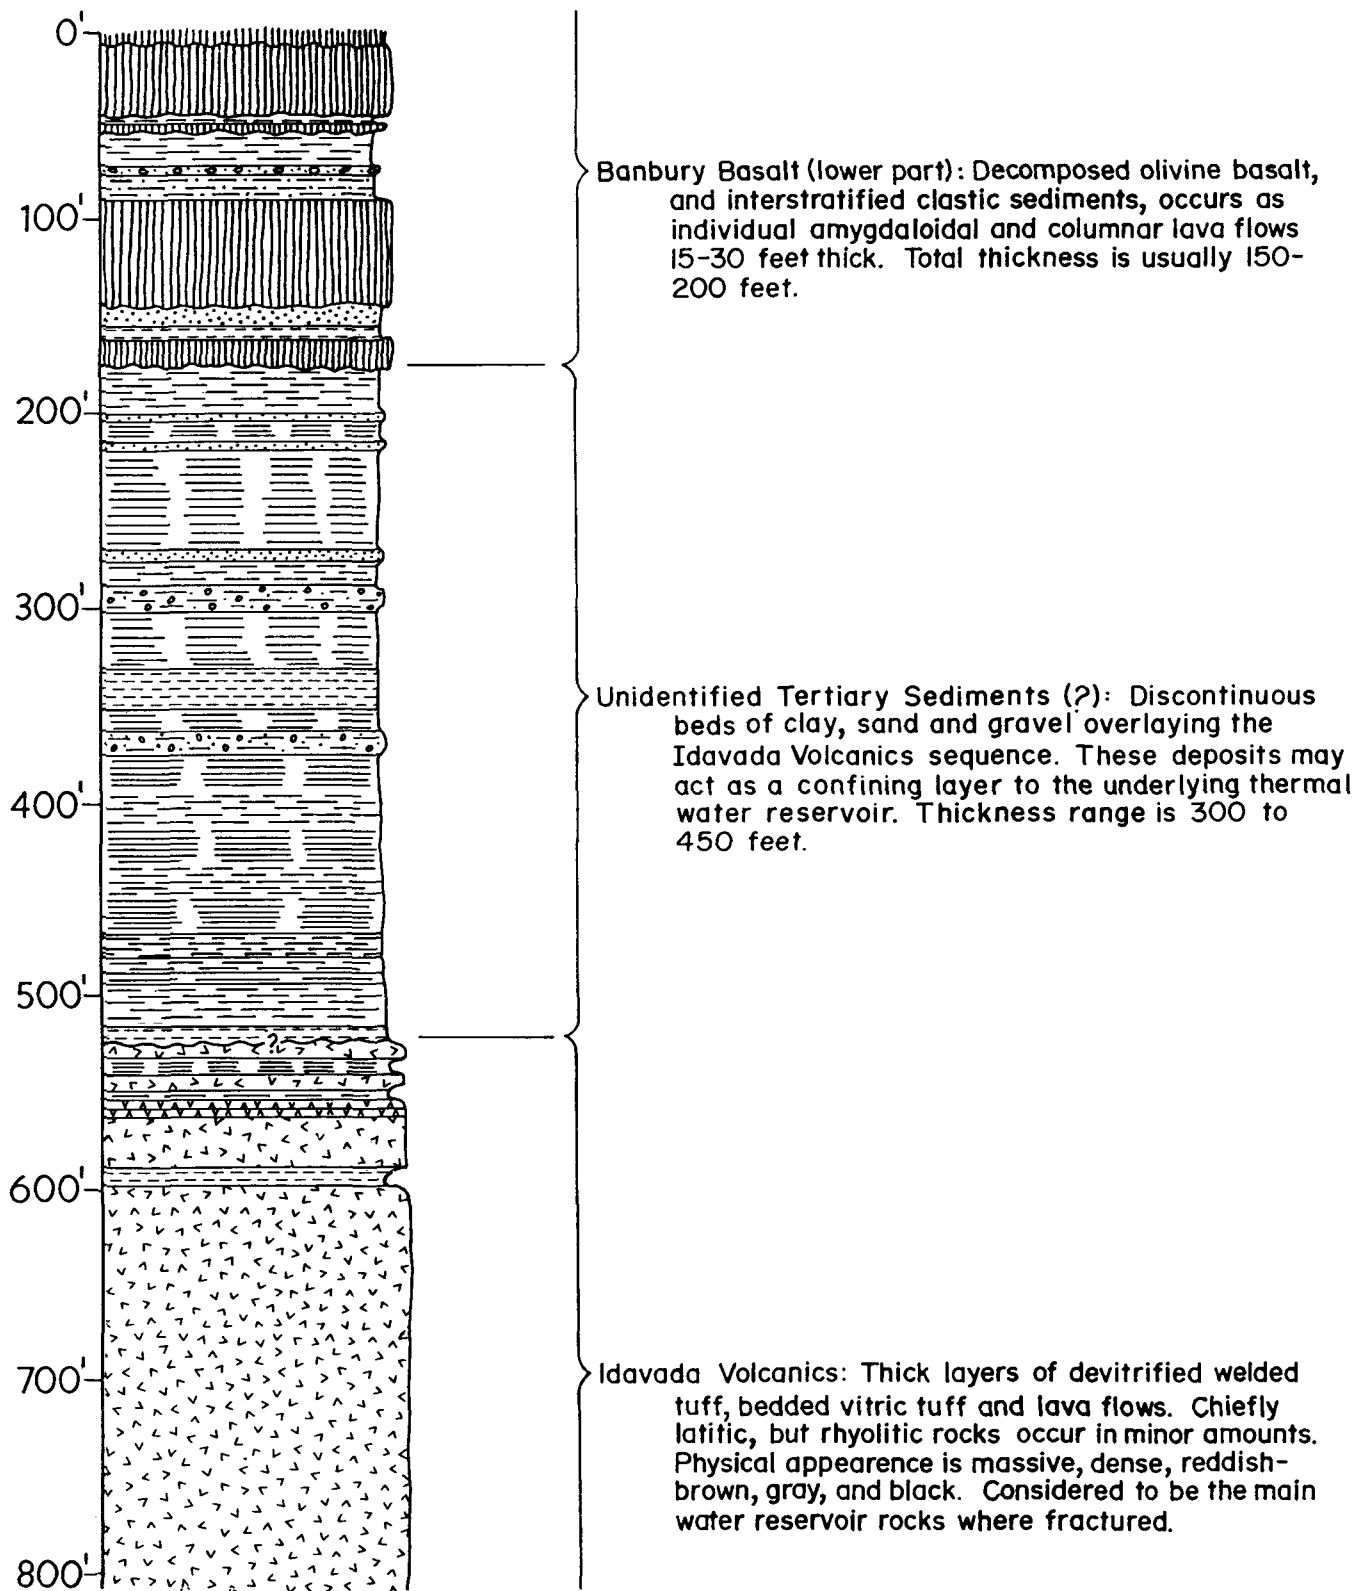 0'
100'
200'
300'
400'
500'
600'
700'
800'
Banbury Basalt (lower part): Decomposed olivine basalt,
and interstratified clastic sediments, occurs as
individual amygdaloidal and columnar lava flows
15-30 feet thick. Total thickness is usually 150-
200 feet.
Unidentified Tertiary Sediments (?): Discontinuous
beds of clay, sand and gravel overlaying the
Idavada Volcanics sequence. These deposits may
act as a confining layer to the underlying thermal
water reservoir. Thickness range is 300 to
450 feet.
?
Idavada Volcanics: Thick layers of devitrified welded
tuff, bedded vitric tuff and lava flows. Chiefly
latitic, but rhyolitic rocks occur in minor amounts.
Physical appearence is massive, dense, reddish-
brown, gray, and black. Considered to be the main
water reservoir rocks where fractured.